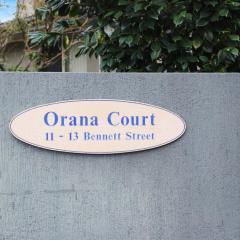 Orana Court
11 - 13 Bennett Street